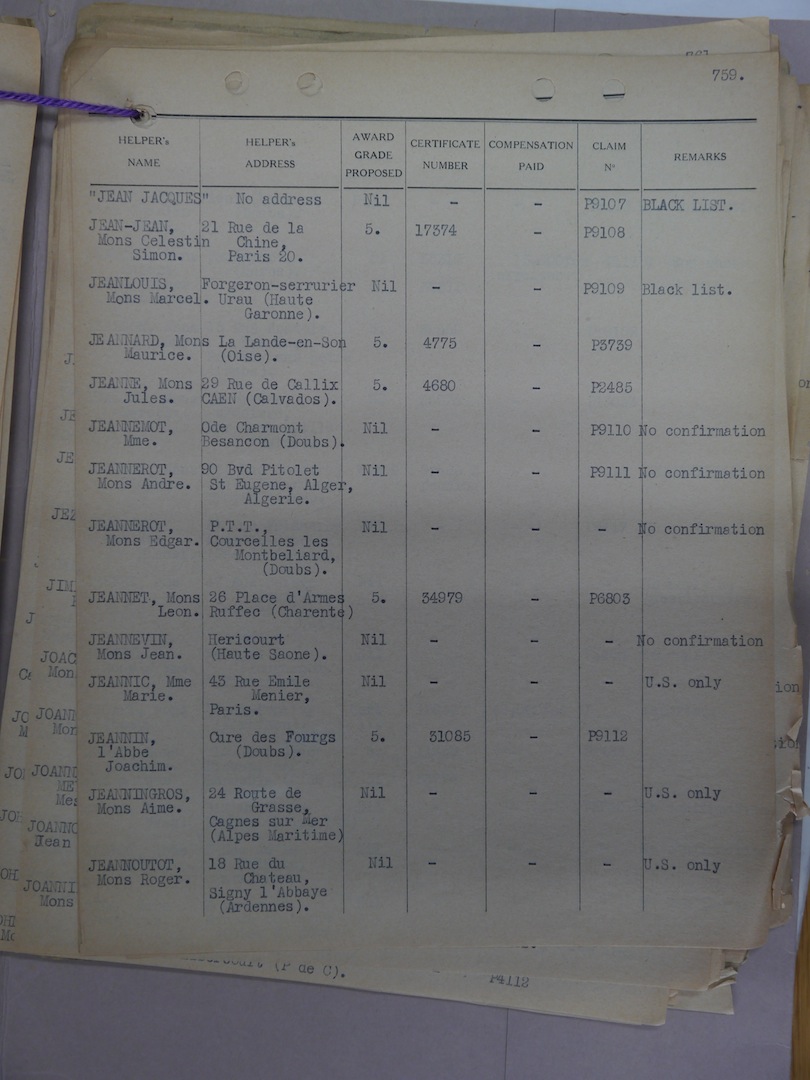 759.
HELPER's NAME HELPER's ADDRESS AWARD GRADE PROPOSED CERTIFICATE NUMBER COMPENSATION PAID CLAIM N° REMARKS
"JEAN JACQUES" No address Nil - - P9107 BLACK LIST.
JEAN-JEAN, 21 Rue de la 5. 17374 - P9108
Mons Celestin Chine,
Simon. Paris 20.
JEANLOUIS, Forgeron-serrurier Nil - - P9109 Black list.
Mons Marcel. Urau (Haute
Garonne).
JEANNARD, Mons La Lande-en-Son 5. 4775 - P3739
Maurice. (Oise).
JEANNE, Mons 29 Rue de Callix 5. 4680 - P2485
Jules. CAEN (Calvados).
JEANNEMOT, Ode Charmont Nil - - P9110 No confirmation
Mme. Besancon (Doubs).
JEANNEROT, 90 Bvd Pitolet Nil - - P9111 No confirmation
Mons Andre. St Eugene, Alger,
Algerie.
JEANNEROT, P.T.T., Nil - - - No confirmation
Mons Edgar. Courcelles les
Montbeliard,
(Doubs).
JEANNET, Mons 26 Place d'Armes 5. 34979 - P6803
Leon. Ruffec (Charente)
JEANNEVIN, Hericourt Nil - - - No confirmation
Mons Jean. (Haute Saone).
JEANNIC, Mme 43 Rue Emile Nil - - - U.S. only
Marie. Menier,
Paris.
JEANNIN, Cure des Fourgs 5. 31085 - P9112
l'Abbe (Doubs).
Joachim.
JEANNINGROS, 24 Route de Nil - - - U.S. only
Mons Aime. Grasse,
Cagnes sur Mer
(Alpes Maritime)
JEANNOUTOT, 18 Rue du Nil - - - U.S. only
Mons Roger. Chateau,
Signy l'Abbaye
(Ardennes).
(P de C).
P4112